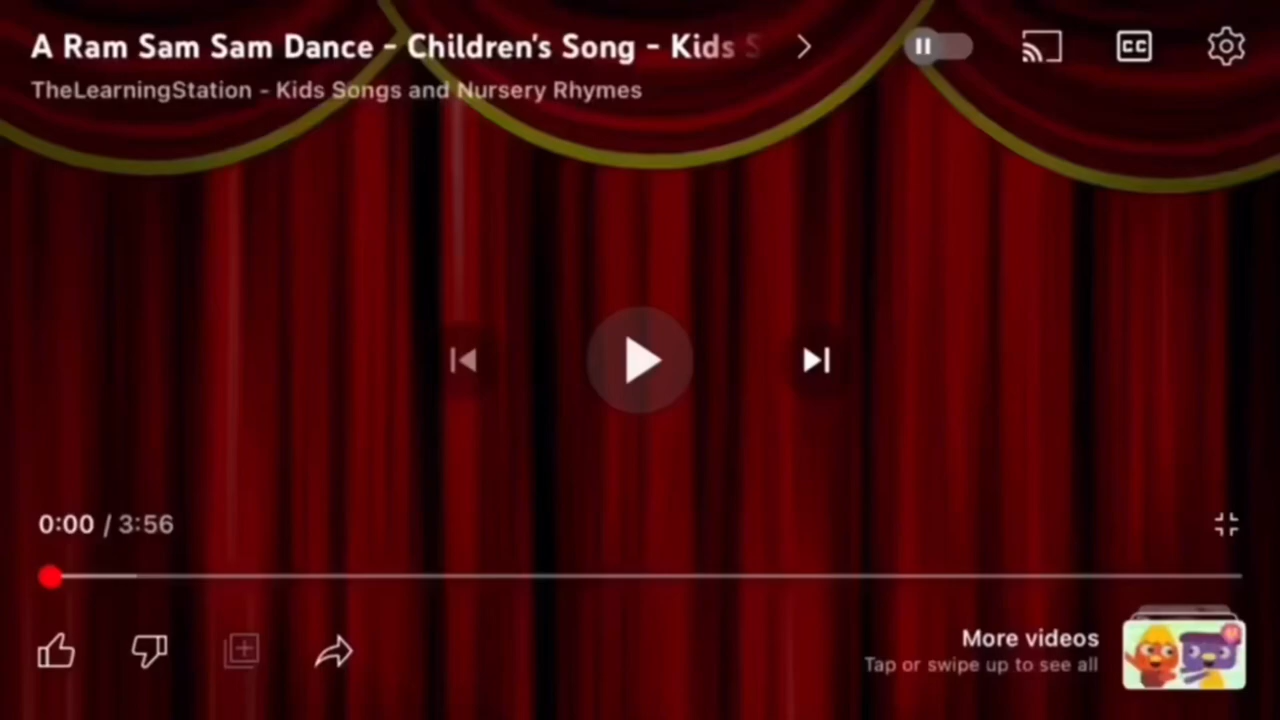 A Ram Sam Sam Dance - Children's Song - Kids
TheLearningStation - Kids Songs and Nursery Rhymes
CC
0:00 / 3:56
More videos
Tap or swipe up to see all